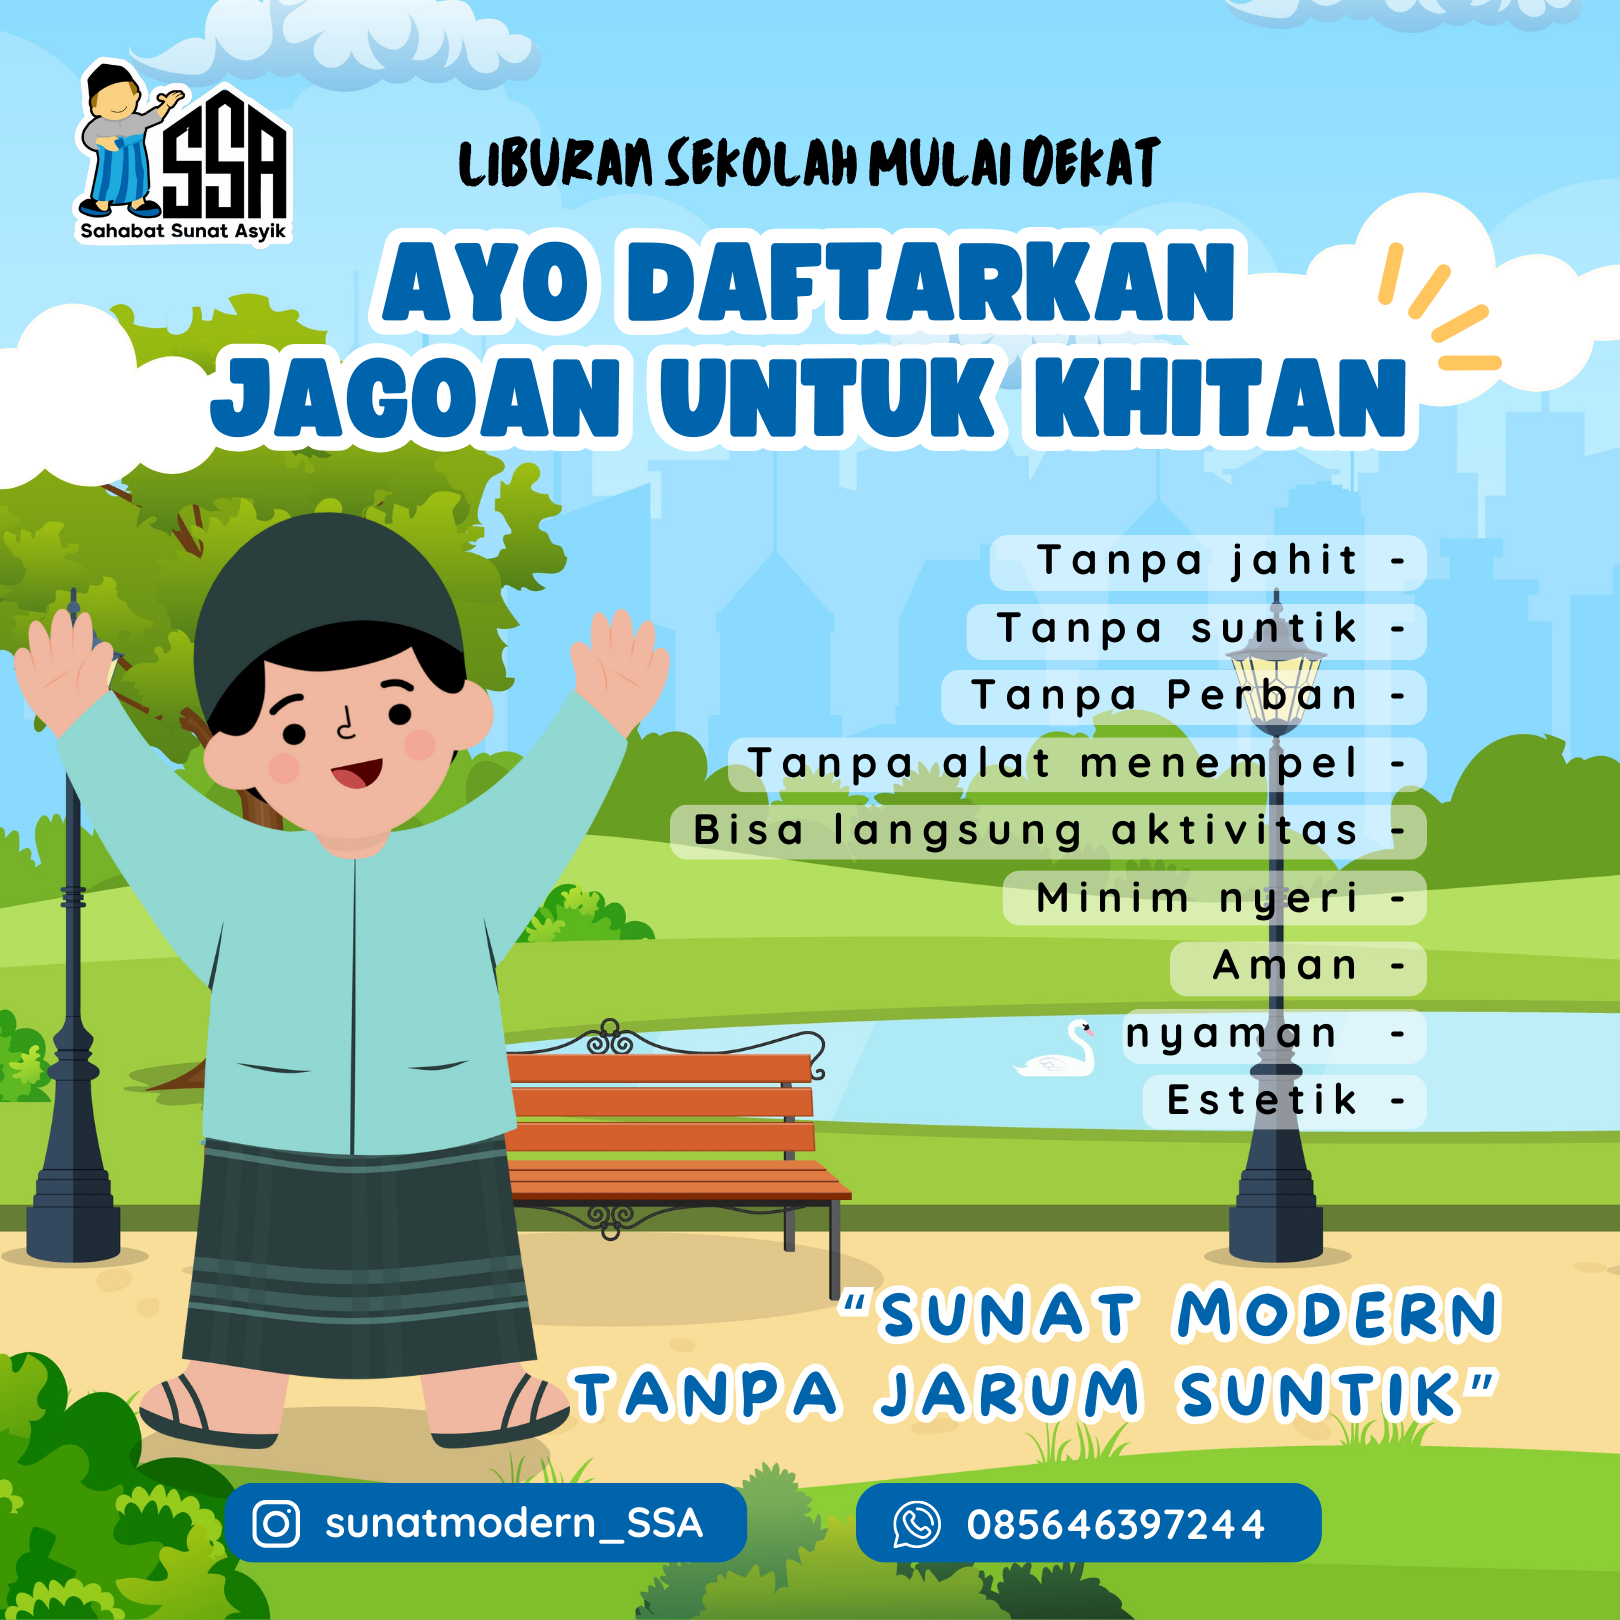 SSA
Sahabat Sunat Asyik
LIBURAN SEKOLAH MULAI DEKAT
AYO DAFTARKAN
JAGOAN UNTUK KHITAN
Tanpa jahit -
Tanpa suntik -
Tanpa Perban -
Tanpa alat menempel -
Bisa langsung aktivitas -
Minim nyeri -
Aman -
nyaman -
Estetik -
"SUNAT MODERN
TANPA JARUM SUNTIK"
sunatmodern_SSA
085646397244